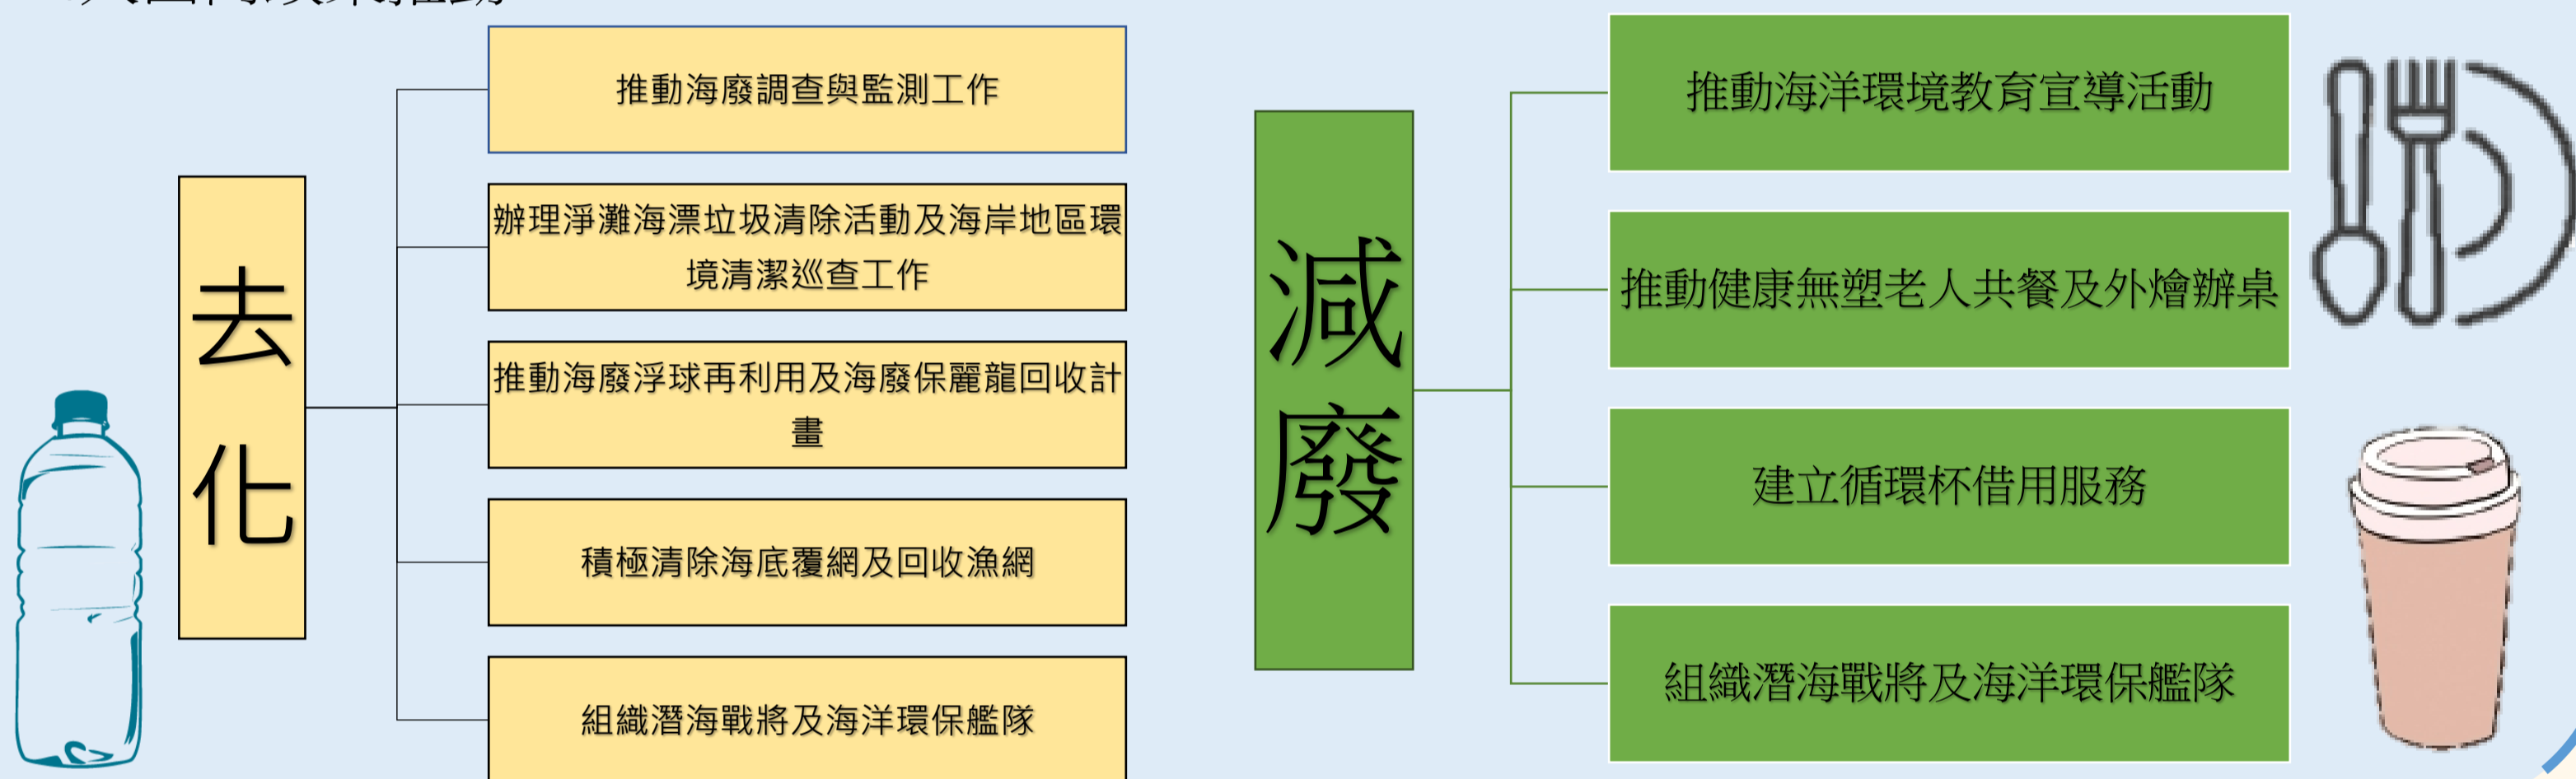 去
化
推動海廢調查與監測工作
辦理淨灘海漂垃圾清除活動及海岸地區環
境清潔巡查工作
推動海廢浮球再利用及海廢保麗龍回收計
畫
積極清除海底覆網及回收漁網
組織潛海戰將及海洋環保艦隊
減
廢
推動海洋環境教育宣導活動
推動健康無塑老人共餐及外燴辦桌
建立循環杯借用服務
組織潛海戰將及海洋環保艦隊